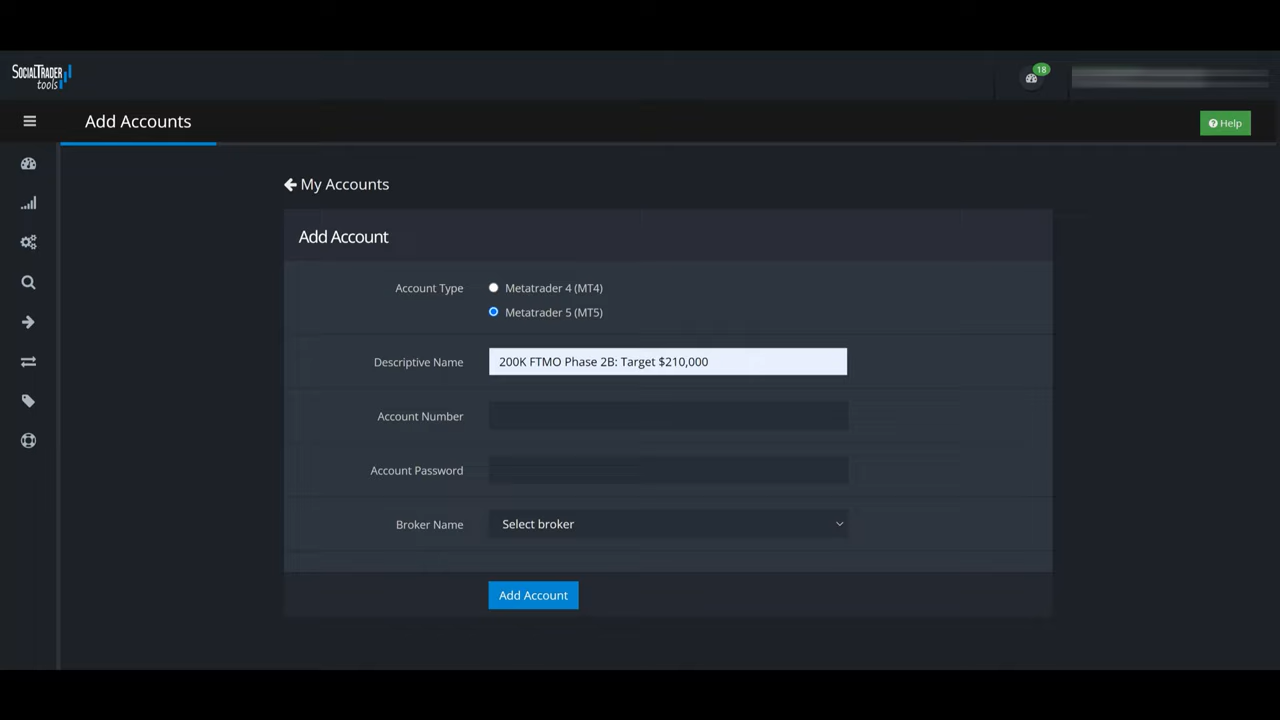 SOCIALTRADER
tools
18
Add Accounts
Help
My Accounts
Add Account
Account Type
Metatrader 4 (MT4)
Metatrader 5 (MT5)
Descriptive Name
200K FTMO Phase 2B: Target $210,000
Account Number
Account Password
Broker Name
Select broker
Add Account